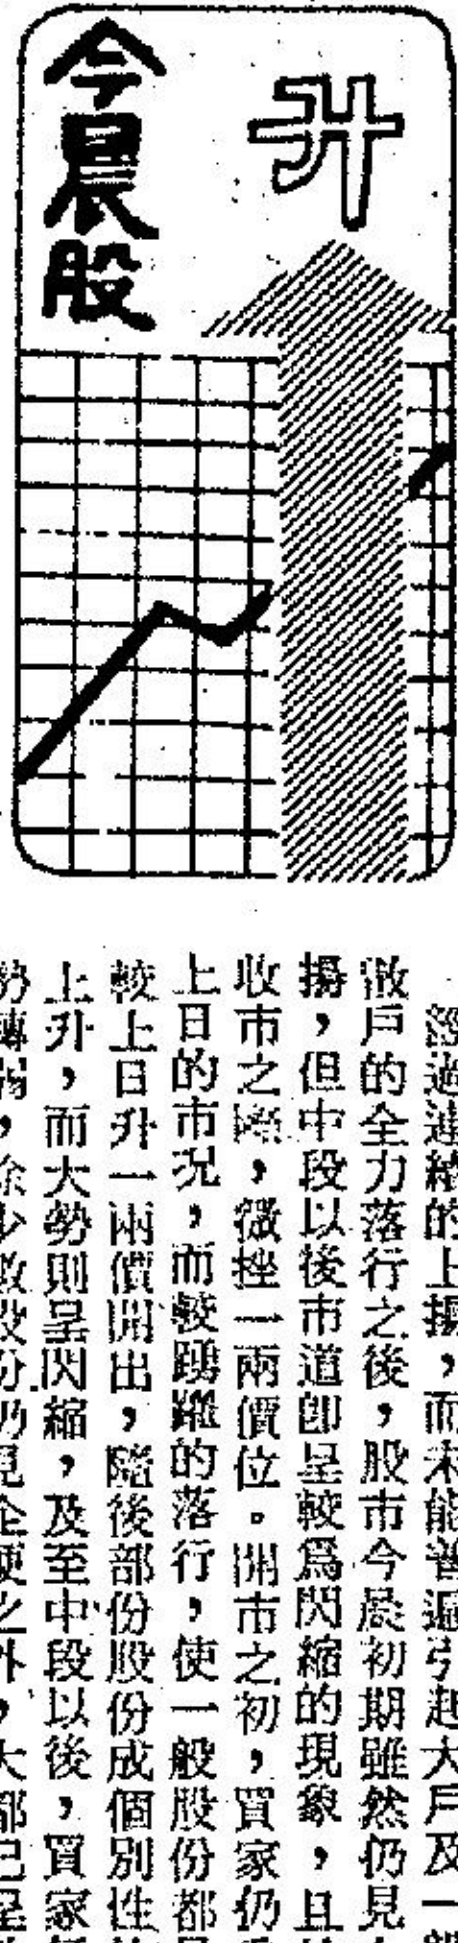 升
今晨股
經過連續的上揚，而未能普遍引起大戶及一
散戶的全力落行之後，股市今晨初期雖然仍見
揚，但中段以後市道卽呈較爲閃縮的現象，且
收市之際，微挫一兩價位。開市之初，買家仍
上日的市況，而較踴躍的落行，使一般股份都
較上日升一兩價開出，隨後部份股份成個別性
上升，而大勢則呈閃縮，及至中段以後，買家
勢轉弱，除少數股份仍見企硬之外，大都已呈